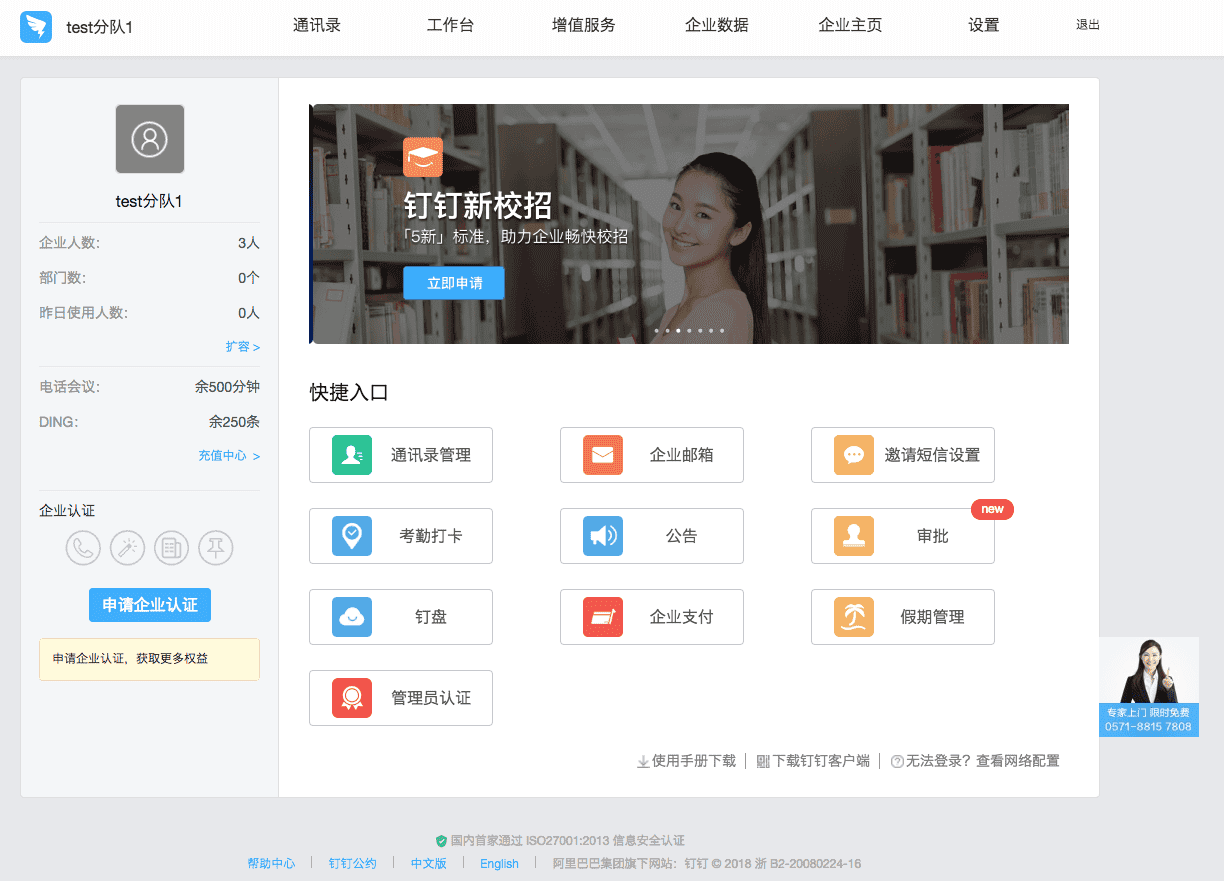 test分队1
通讯录
工作台
增值服务
企业数据
企业主页
设置
退出
test分队1
企业人数: 3人
部门数: 0个
昨日使用人数: 0人
扩容 >
电话会议: 余500分钟
DING: 余250条
充值中心 >
企业认证
申请企业认证
申请企业认证，获取更多权益
钉钉新校招
「5新」标准，助力企业畅快校招
立即申请
快捷入口
通讯录管理
企业邮箱
邀请短信设置
考勤打卡
公告
审批
new
钉盘
企业支付
假期管理
管理员认证
使用手册下载
下载钉钉客户端
无法登录？查看网络配置
专家上门 限时免费
0571-8815 7808
国内首家通过 ISO27001:2013 信息安全认证
帮助中心
钉钉公约
中文版
English
阿里巴巴集团旗下网站：钉钉 © 2018 浙 B2-20080224-16